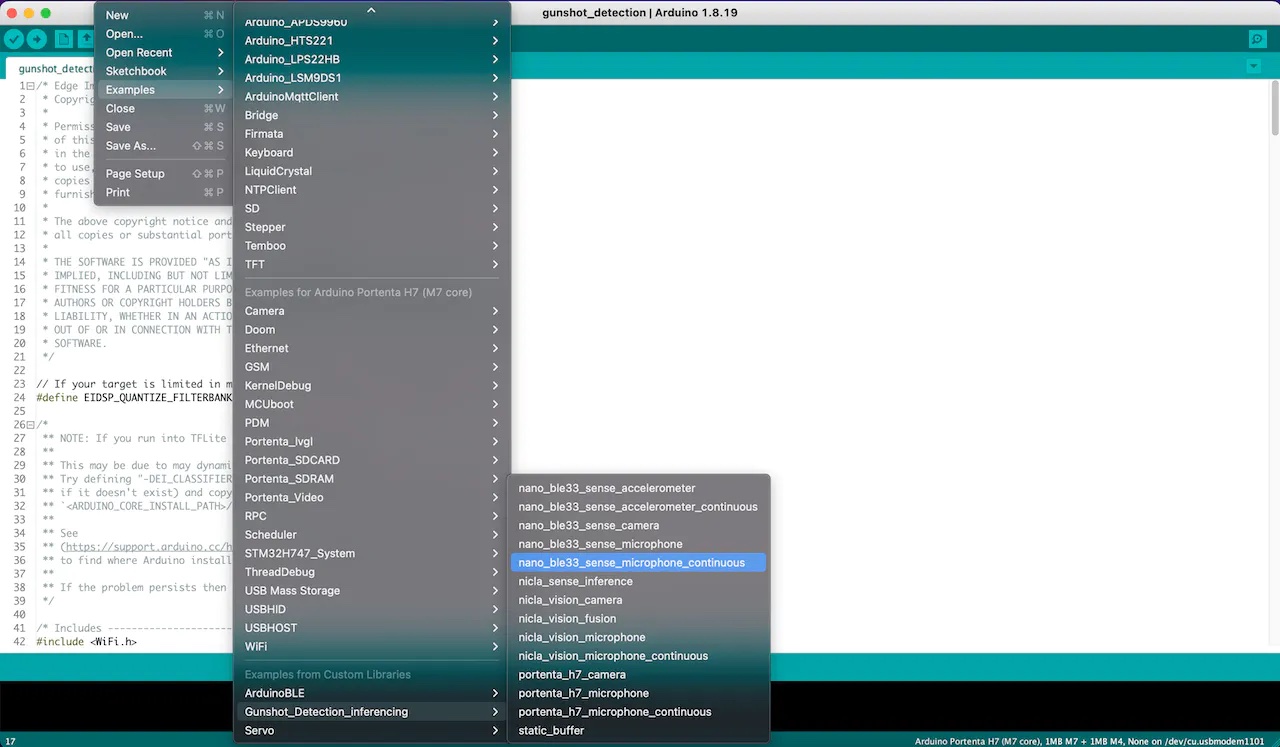 gunshot_detection | Arduino 1.8.19
New ⌘ N
Open... ⌘ O
Open Recent
Sketchbook
Examples
Close ⌘ W
Save ⌘ S
Save As... ⇧ ⌘ S
Page Setup ⇧ ⌘ P
Print ⌘ P
Arduino_APDS9960
Arduino_HTS221
Arduino_LPS22HB
Arduino_LSM9DS1
ArduinoMqttClient
Bridge
Firmata
Keyboard
LiquidCrystal
NTPClient
SD
Stepper
Temboo
TFT
Examples for Arduino Portenta H7 (M7 core)
Camera
Doom
Ethernet
GSM
KernelDebug
MCUboot
PDM
Portenta_lvgl
Portenta_SDCARD
Portenta_SDRAM
Portenta_Video
RPC
Scheduler
STM32H747_System
ThreadDebug
USB Mass Storage
USBHID
USBHOST
WiFi
Examples from Custom Libraries
ArduinoBLE
Gunshot_Detection_inferencing
Servo
nano_ble33_sense_accelerometer
nano_ble33_sense_accelerometer_continuous
nano_ble33_sense_camera
nano_ble33_sense_microphone
nano_ble33_sense_microphone_continuous
nicla_sense_inference
nicla_vision_camera
nicla_vision_fusion
nicla_vision_microphone
nicla_vision_microphone_continuous
portenta_h7_camera
portenta_h7_microphone
portenta_h7_microphone_continuous
static_buffer
gunshot_detecti
1 /* Edge Im
2 * Copyrig
3 *
4 * Permiss
5 * of this
6 * in the
7 * to use,
8 * copies
9 * furnish
10 *
11 * The above copyright notice and
12 * all copies or substantial port
13 *
14 * THE SOFTWARE IS PROVIDED "AS I
15 * IMPLIED, INCLUDING BUT NOT LIM
16 * FITNESS FOR A PARTICULAR PURPO
17 * AUTHORS OR COPYRIGHT HOLDERS B
18 * LIABILITY, WHETHER IN AN ACTIO
19 * OUT OF OR IN CONNECTION WITH T
20 * SOFTWARE.
21 */
22
23 // If your target is limited in m
24 #define EIDSP_QUANTIZE_FILTERBANK
25
26 /*
27 ** NOTE: If you run into TFLite
28 **
29 ** This may be due to may dynami
30 ** Try defining "-DEI_CLASSIFIER
31 ** if it doesn't exist) and copy
32 ** `<ARDUINO_CORE_INSTALL_PATH>/
33 **
34 ** See
35 ** (https://support.arduino.cc/h
36 ** to find where Arduino install
37 **
38 ** If the problem persists then
39 */
40
41 /* Includes ----------------------
42 #include <WiFi.h>
17
Arduino Portenta H7 (M7 core), 1MB M7 + 1MB M4, None on /dev/cu.usbmodem1101